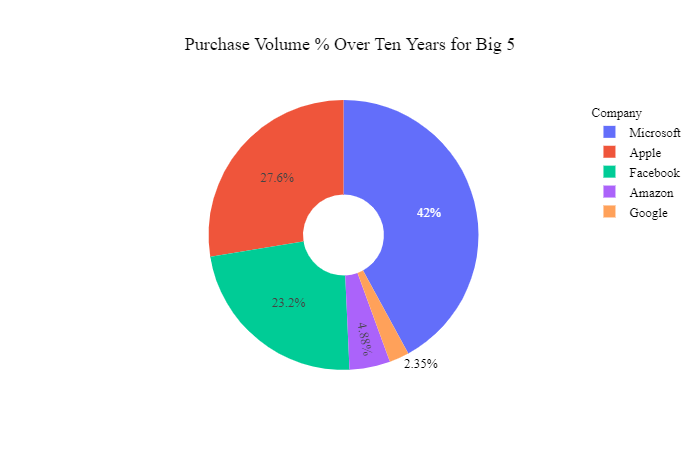 Purchase Volume % Over Ten Years for Big 5
Company
Microsoft
Apple
Facebook
Amazon
Google
27.6%
42%
23.2%
4.88%
2.35%